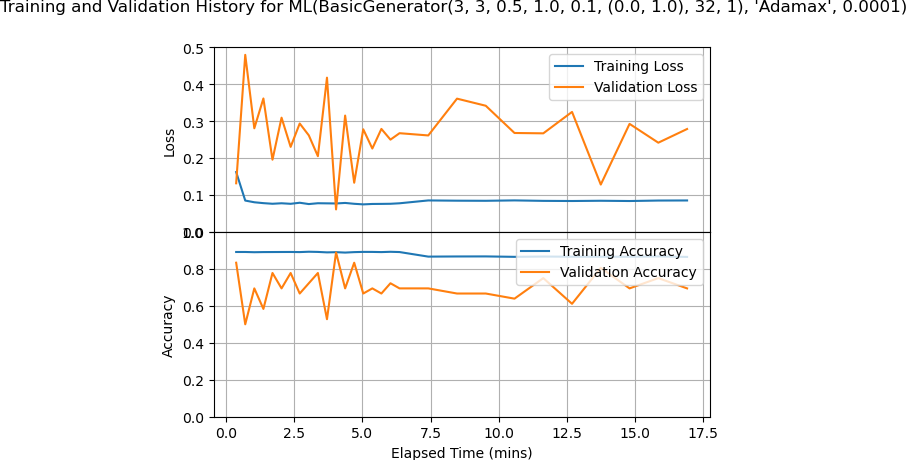 Training and Validation History for ML(BasicGenerator(3, 3, 0.5, 1.0, 0.1, (0.0, 1.0), 32, 1), 'Adamax', 0.0001)
0.5
0.4
0.3
0.2
0.1
0.0
Loss
Training Loss
Validation Loss
1.0
0.8
0.6
0.4
0.2
0.0
Accuracy
Training Accuracy
Validation Accuracy
0.0 2.5 5.0 7.5 10.0 12.5 15.0 17.5
Elapsed Time (mins)